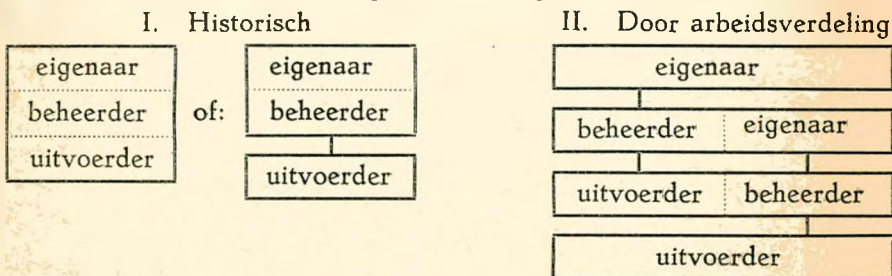 I. Historisch
eigenaar
beheerder
uitvoerder
of:
eigenaar
beheerder
uitvoerder
II. Door arbeidsverdeling
eigenaar
beheerder eigenaar
uitvoerder beheerder
uitvoerder